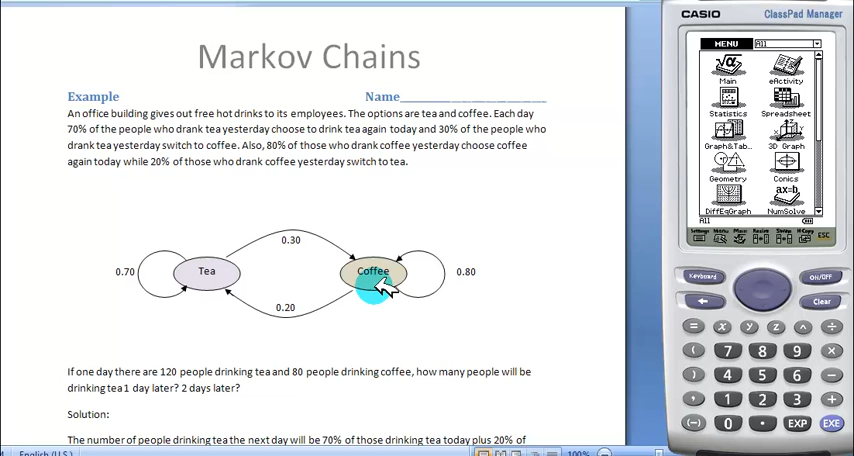 Markov Chains
Example Name
An office building gives out free hot drinks to its employees. The options are tea and coffee. Each day
70% of the people who drank tea yesterday choose to drink tea again today and 30% of the people who
drank tea yesterday switch to coffee. Also, 80% of those who drank coffee yesterday choose coffee
again today while 20% of those who drank coffee yesterday switch to tea.
0.30
0.70 Tea Coffee 0.80
0.20
If one day there are 120 people drinking tea and 80 people drinking coffee, how many people will be
drinking tea 1 day later? 2 days later?
Solution:
The number of people drinking tea the next day will be 70% of those drinking tea today plus 20% of
English (U.S.) 100%
CASIO ClassPad Manager
MENU All
√α
Main eActivity
Statistics Spreadsheet
Graph&Tab... 3D Graph
Geometry Conics
ax=b
DiffEqGraph NumSolve
All
ESC
Keyboard ON/OFF
Clear
= x y z ^ ÷
( 7 8 9 ×
) 4 5 6 −
, 1 2 3 +
(−) 0 . EXP EXE